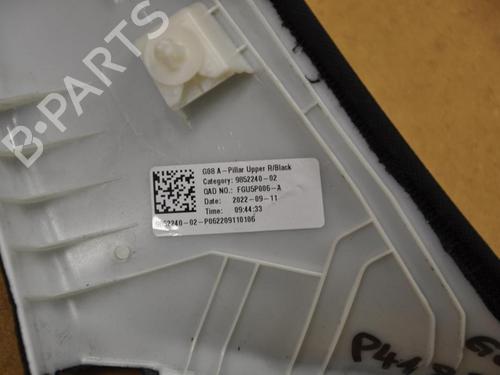 B-PARTS
G08 A-Pillar Upper R/Black
Category: 9852240-02
CAD NO.: FGU5P006-A
Date: 2022-09-11
Time: 09:44:33
9852240-02-P062209110106